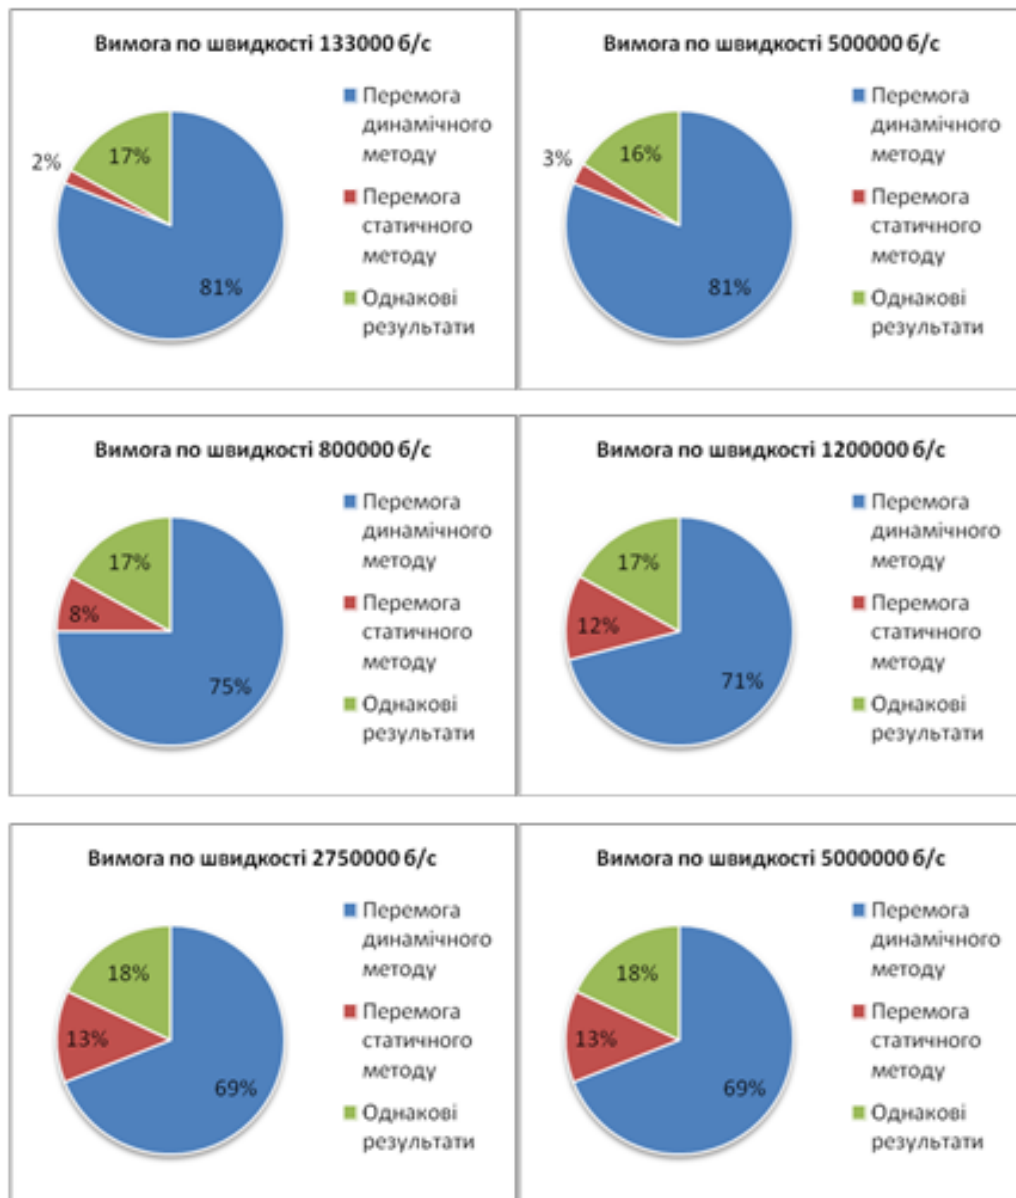 Вимога по швидкості 133000 б/с
Перемога
динамічного
методу
Перемога
статичного
методу
Однакові
результати
17%
2%
81%
Вимога по швидкості 500000 б/с
Перемога
динамічного
методу
Перемога
статичного
методу
Однакові
результати
16%
3%
81%
Вимога по швидкості 800000 б/с
Перемога
динамічного
методу
Перемога
статичного
методу
Однакові
результати
17%
8%
75%
Вимога по швидкості 1200000 б/с
Перемога
динамічного
методу
Перемога
статичного
методу
Однакові
результати
17%
12%
71%
Вимога по швидкості 2750000 б/с
Перемога
динамічного
методу
Перемога
статичного
методу
Однакові
результати
18%
13%
69%
Вимога по швидкості 5000000 б/с
Перемога
динамічного
методу
Перемога
статичного
методу
Однакові
результати
18%
13%
69%